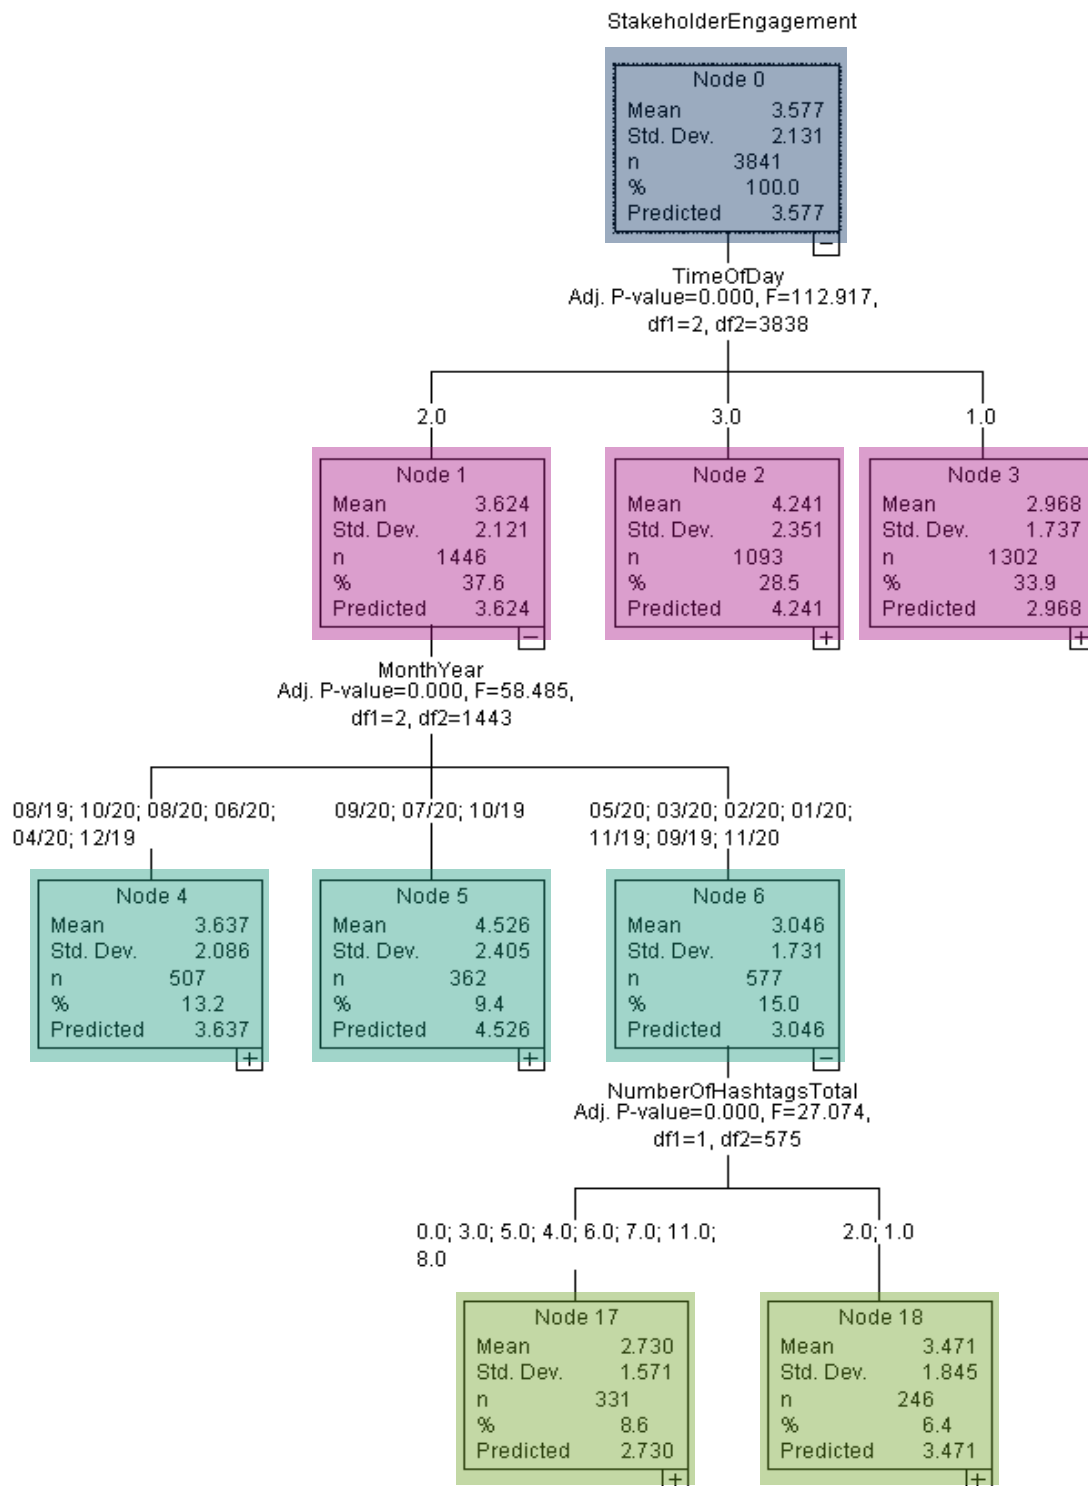 StakeholderEngagement
Node 0
Mean 3.577
Std. Dev. 2.131
n 3841
% 100.0
Predicted 3.577
−
TimeOfDay
Adj. P-value=0.000, F=112.917,
df1=2, df2=3838
2.0
3.0
1.0
Node 1
Mean 3.624
Std. Dev. 2.121
n 1446
% 37.6
Predicted 3.624
−
Node 2
Mean 4.241
Std. Dev. 2.351
n 1093
% 28.5
Predicted 4.241
+
Node 3
Mean 2.968
Std. Dev. 1.737
n 1302
% 33.9
Predicted 2.968
+
MonthYear
Adj. P-value=0.000, F=58.485,
df1=2, df2=1443
08/19; 10/20; 08/20; 06/20;
04/20; 12/19
09/20; 07/20; 10/19
05/20; 03/20; 02/20; 01/20;
11/19; 09/19; 11/20
Node 4
Mean 3.637
Std. Dev. 2.086
n 507
% 13.2
Predicted 3.637
+
Node 5
Mean 4.526
Std. Dev. 2.405
n 362
% 9.4
Predicted 4.526
+
Node 6
Mean 3.046
Std. Dev. 1.731
n 577
% 15.0
Predicted 3.046
−
NumberOfHashtagsTotal
Adj. P-value=0.000, F=27.074,
df1=1, df2=575
0.0; 3.0; 5.0; 4.0; 6.0; 7.0; 11.0;
8.0
2.0; 1.0
Node 17
Mean 2.730
Std. Dev. 1.571
n 331
% 8.6
Predicted 2.730
+
Node 18
Mean 3.471
Std. Dev. 1.845
n 246
% 6.4
Predicted 3.471
+